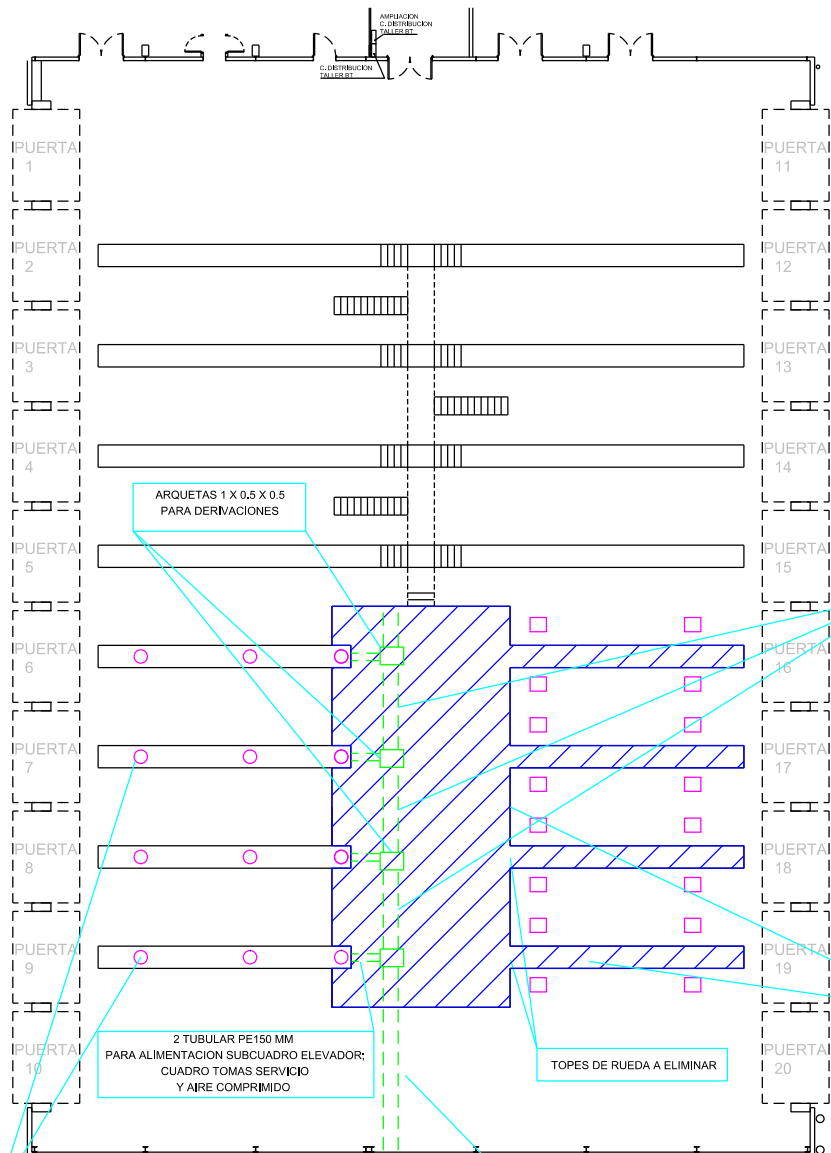 AMPLIACION
C. DISTRIBUCION
TALLER BT
C. DISTRIBUCION
TALLER BT
PUERTA
1
PUERTA
11
PUERTA
2
PUERTA
12
PUERTA
3
PUERTA
13
PUERTA
4
PUERTA
14
ARQUETAS 1 X 0.5 X 0.5
PARA DERIVACIONES
PUERTA
5
PUERTA
15
PUERTA
6
PUERTA
16
PUERTA
7
PUERTA
17
PUERTA
8
PUERTA
18
PUERTA
9
PUERTA
19
PUERTA
10
PUERTA
20
2 TUBULAR PE150 MM
PARA ALIMENTACION SUBCUADRO ELEVADOR;
CUADRO TOMAS SERVICIO
Y AIRE COMPRIMIDO
TOPES DE RUEDA A ELIMINAR